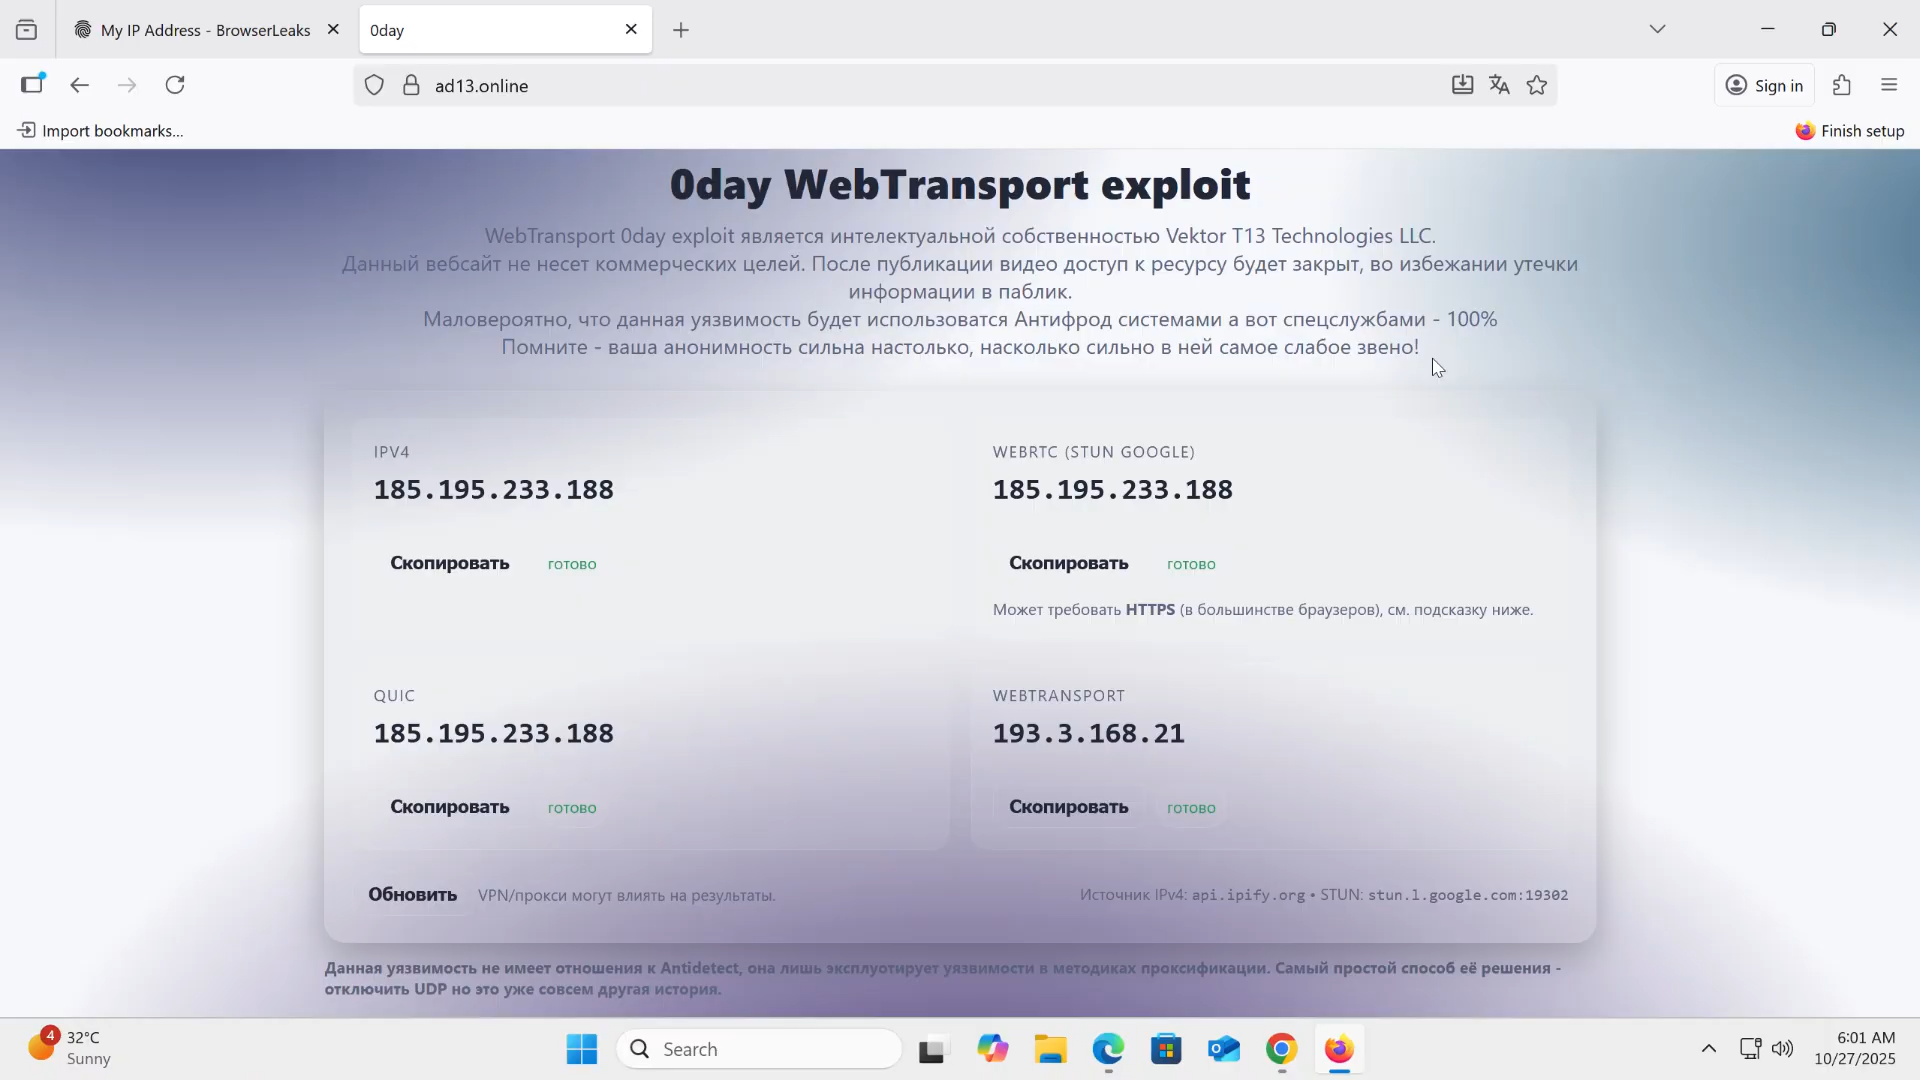 My IP Address - BrowserLeaks
0day
ad13.online
Sign in
Import bookmarks...
Finish setup
0day WebTransport exploit
WebTransport 0day exploit является интелектуальной собственностью Vektor T13 Technologies LLC.
Данный вебсайт не несет коммерческих целей. После публикации видео доступ к ресурсу будет закрыт, во избежании утечки
информации в паблик.
Маловероятно, что данная уязвимость будет использоватся Антифрод системами а вот спецслужбами - 100%
Помните - ваша анонимность сильна настолько, насколько сильно в ней самое слабое звено!
IPV4
185.195.233.188
Скопировать готово
WEBRTC (STUN GOOGLE)
185.195.233.188
Скопировать готово
Может требовать HTTPS (в большинстве браузеров), см. подсказку ниже.
QUIC
185.195.233.188
Скопировать готово
WEBTRANSPORT
193.3.168.21
Скопировать готово
Обновить VPN/прокси могут влиять на результаты.
Источник IPv4: api.ipify.org • STUN: stun.l.google.com:19302
Данная уязвимость не имеет отношения к Antidetect, она лишь эксплуотирует уязвимости в методиках проксификации. Самый простой способ её решения -
отключить UDP но это уже совсем другая история.
4
32°C
Sunny
Search
6:01 AM
10/27/2025